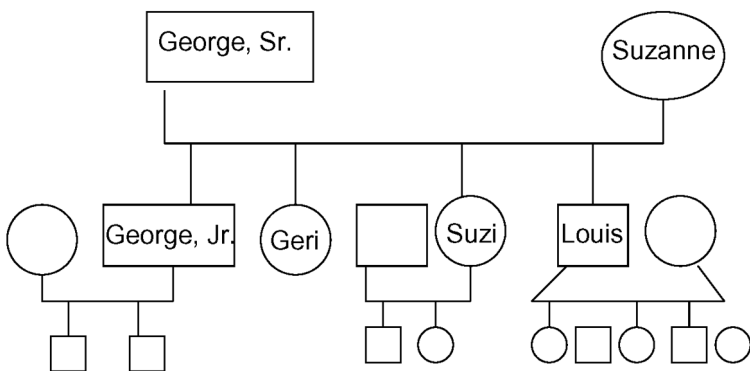 George, Sr.
Suzanne
George, Jr.
Geri
Suzi
Louis